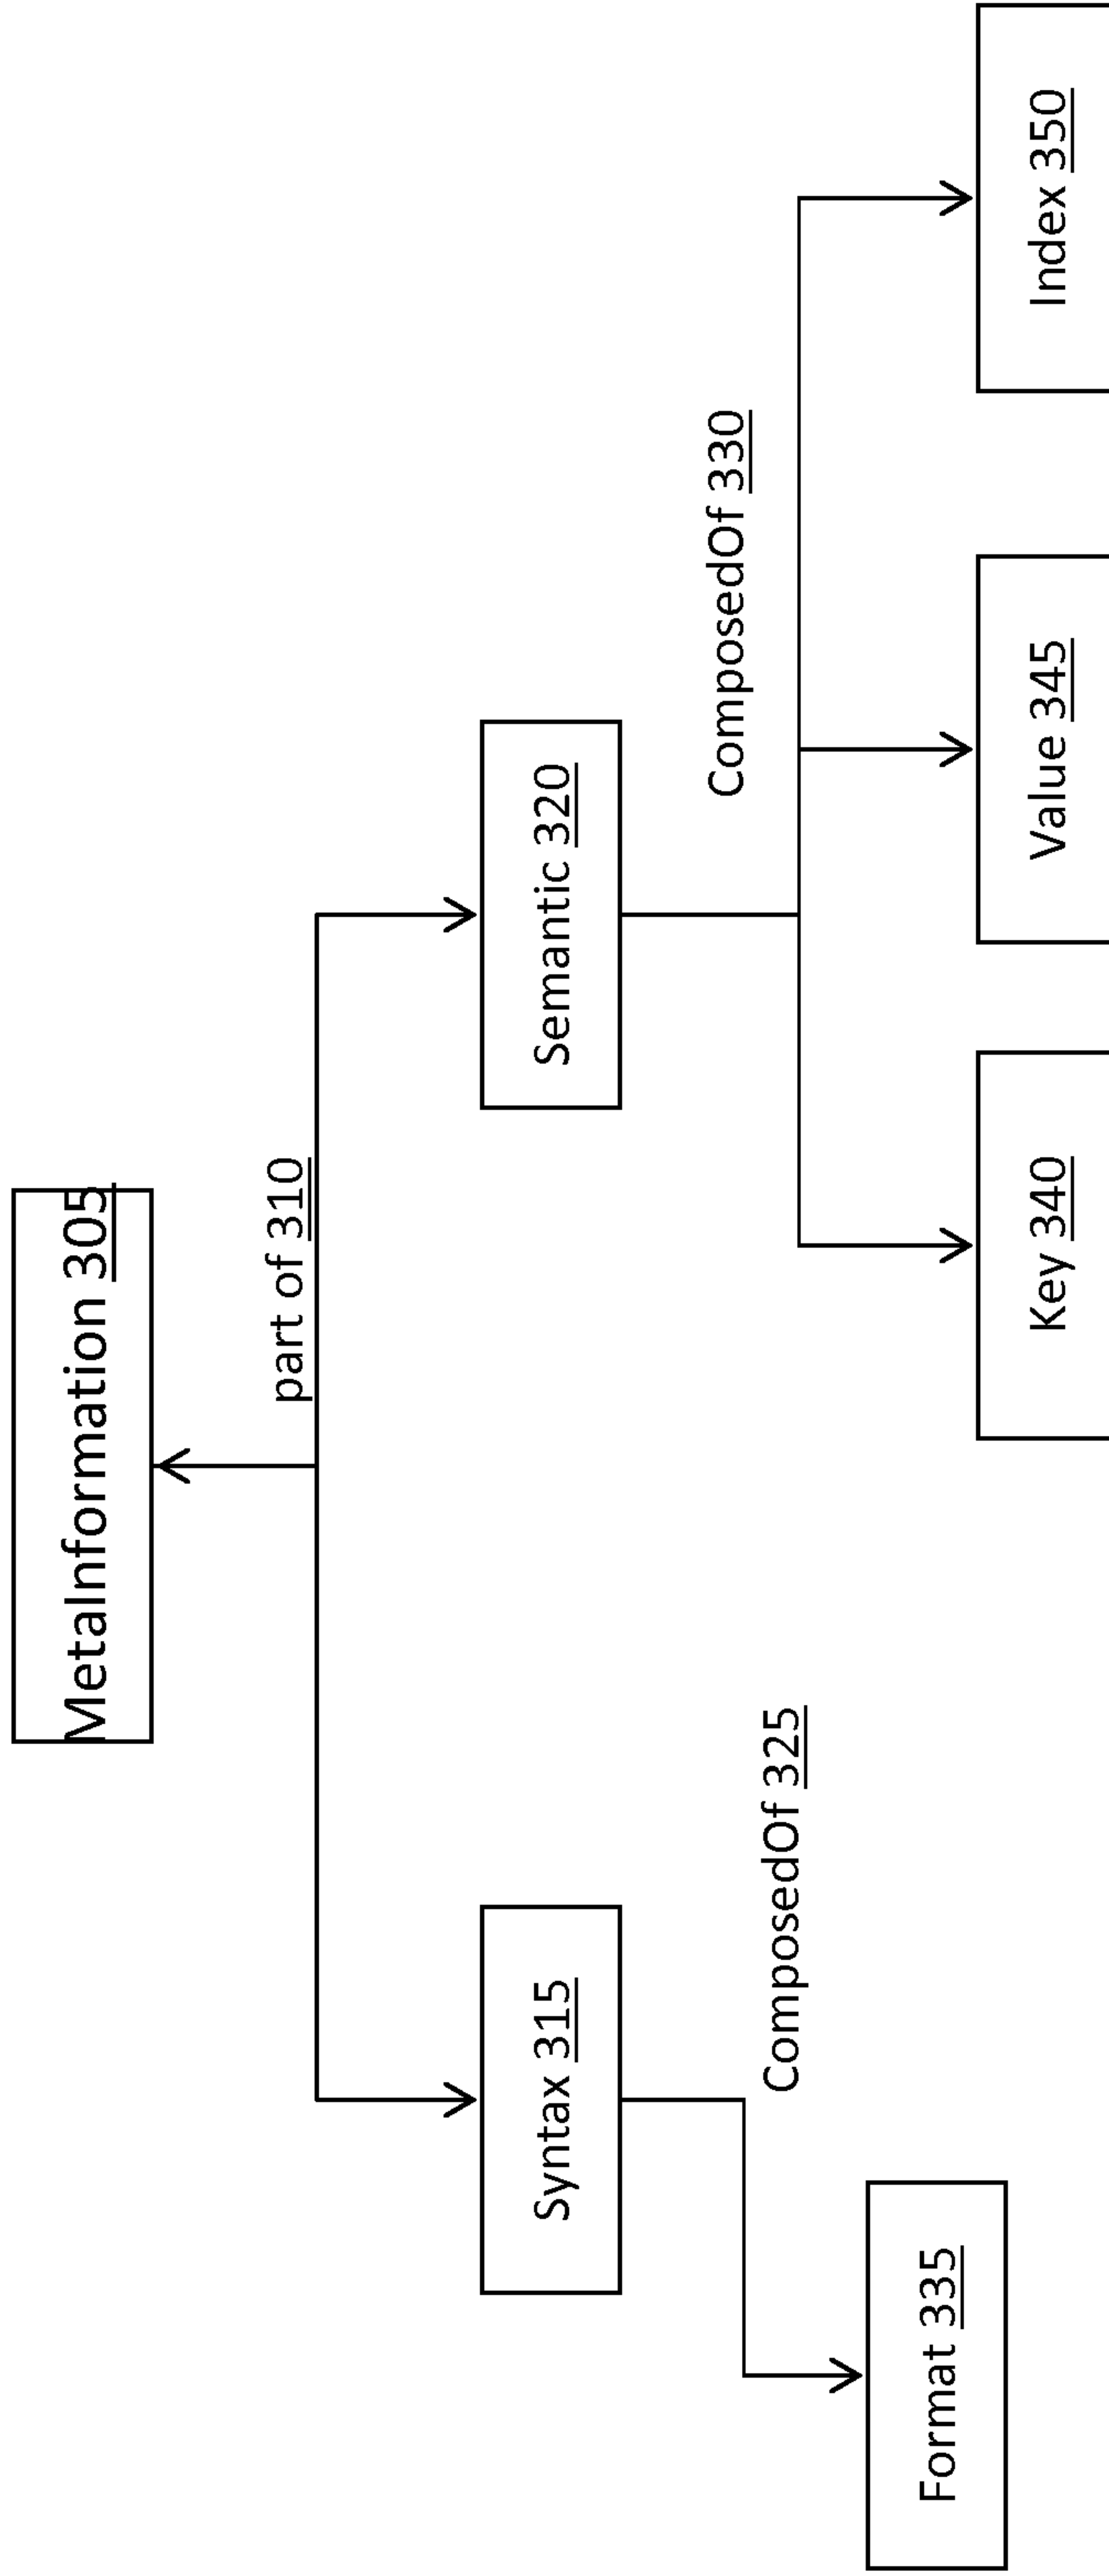 MetaInformation 305
part of 310
Syntax 315
Semantic 320
ComposedOf 325
ComposedOf 330
Format 335
Key 340
Value 345
Index 350